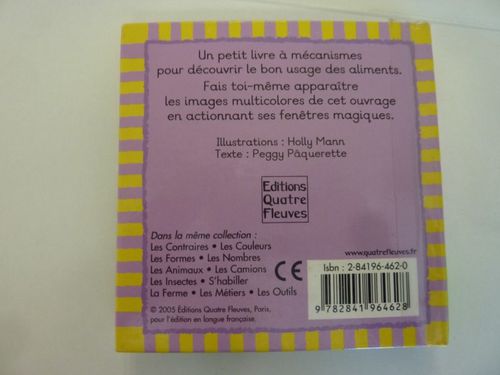 Un petit livre à mécanismes
pour découvrir le bon usage des aliments.
Fais toi-même apparaître
les images multicolores de cet ouvrage
en actionnant ses fenêtres magiques.
Illustrations : Holly Mann
Texte : Peggy Pâquerette
Editions
Quatre
Fleuves
Dans la même collection :
Les Contraires • Les Couleurs
Les Formes • Les Nombres
Les Animaux • Les Camions
Les Insectes • S'habiller
La Ferme • Les Métiers • Les Outils
© 2005 Éditions Quatre Fleuves, Paris,
pour l'édition en langue française.
CE
www.quatrefleuves.fr
Isbn : 2-84196-462-0
9 782841 964628